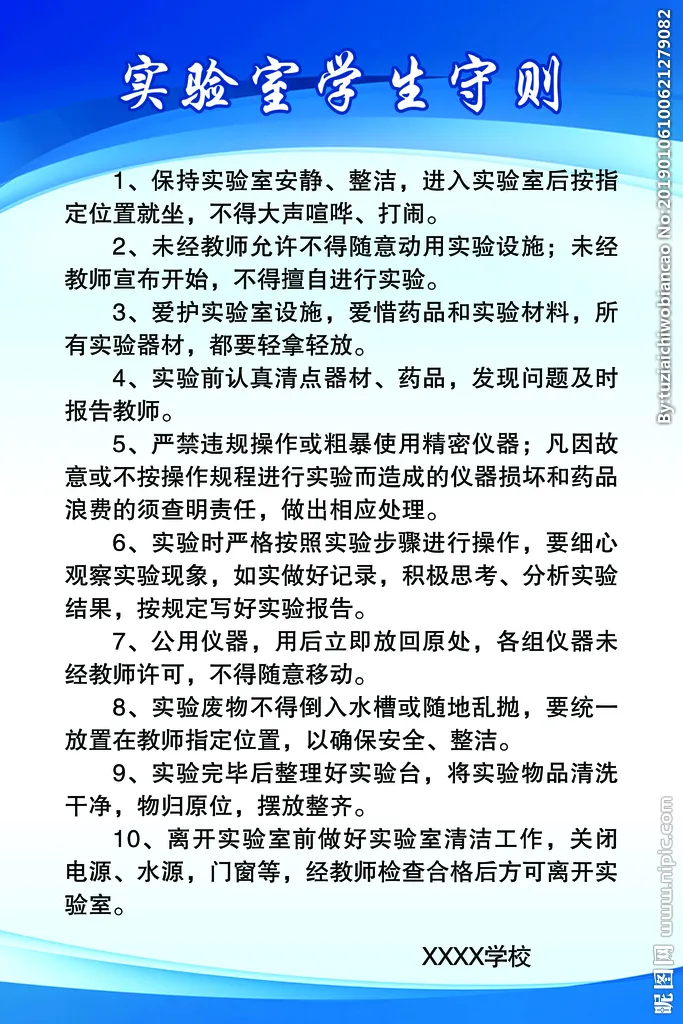 实验室学生守则
1、保持实验室安静、整洁，进入实验室后按指
定位置就坐，不得大声喧哗、打闹。
2、未经教师允许不得随意动用实验设施；未经
教师宣布开始，不得擅自进行实验。
3、爱护实验室设施，爱惜药品和实验材料，所
有实验器材，都要轻拿轻放。
4、实验前认真清点器材、药品，发现问题及时
报告教师。
5、严禁违规操作或粗暴使用精密仪器；凡因故
意或不按操作规程进行实验而造成的仪器损坏和药品
浪费的须查明责任，做出相应处理。
6、实验时严格按照实验步骤进行操作，要细心
观察实验现象，如实做好记录，积极思考、分析实验
结果，按规定写好实验报告。
7、公用仪器，用后立即放回原处，各组仪器未
经教师许可，不得随意移动。
8、实验废物不得倒入水槽或随地乱抛，要统一
放置在教师指定位置，以确保安全、整洁。
9、实验完毕后整理好实验台，将实验物品清洗
干净，物归原位，摆放整齐。
10、离开实验室前做好实验室清洁工作，关闭
电源、水源，门窗等，经教师检查合格后方可离开实
验室。
XXXX学校
By:tuziaichiwobiancao No:20190106100621279082
昵图网 www.nipic.com